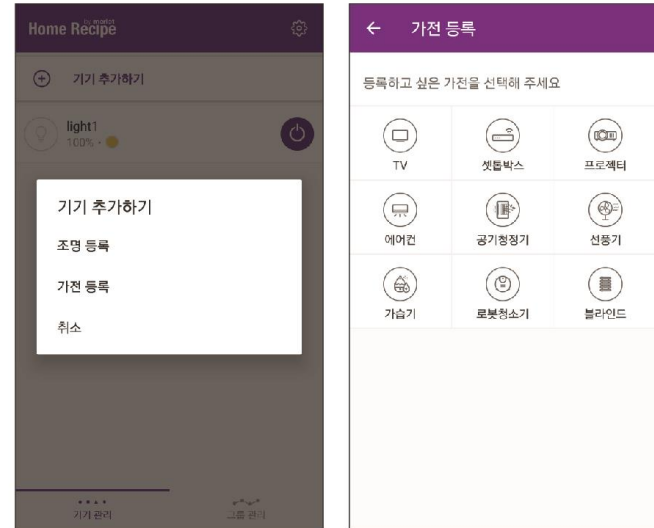 by marlot
Home Recipe
기기 추가하기
light1
100% •
기기 추가하기
조명 등록
가전 등록
취소
기기 관리
그룹 관리
← 가전 등록
등록하고 싶은 가전을 선택해 주세요
TV
셋톱박스
프로젝터
에어컨
공기청정기
선풍기
가습기
로봇청소기
블라인드